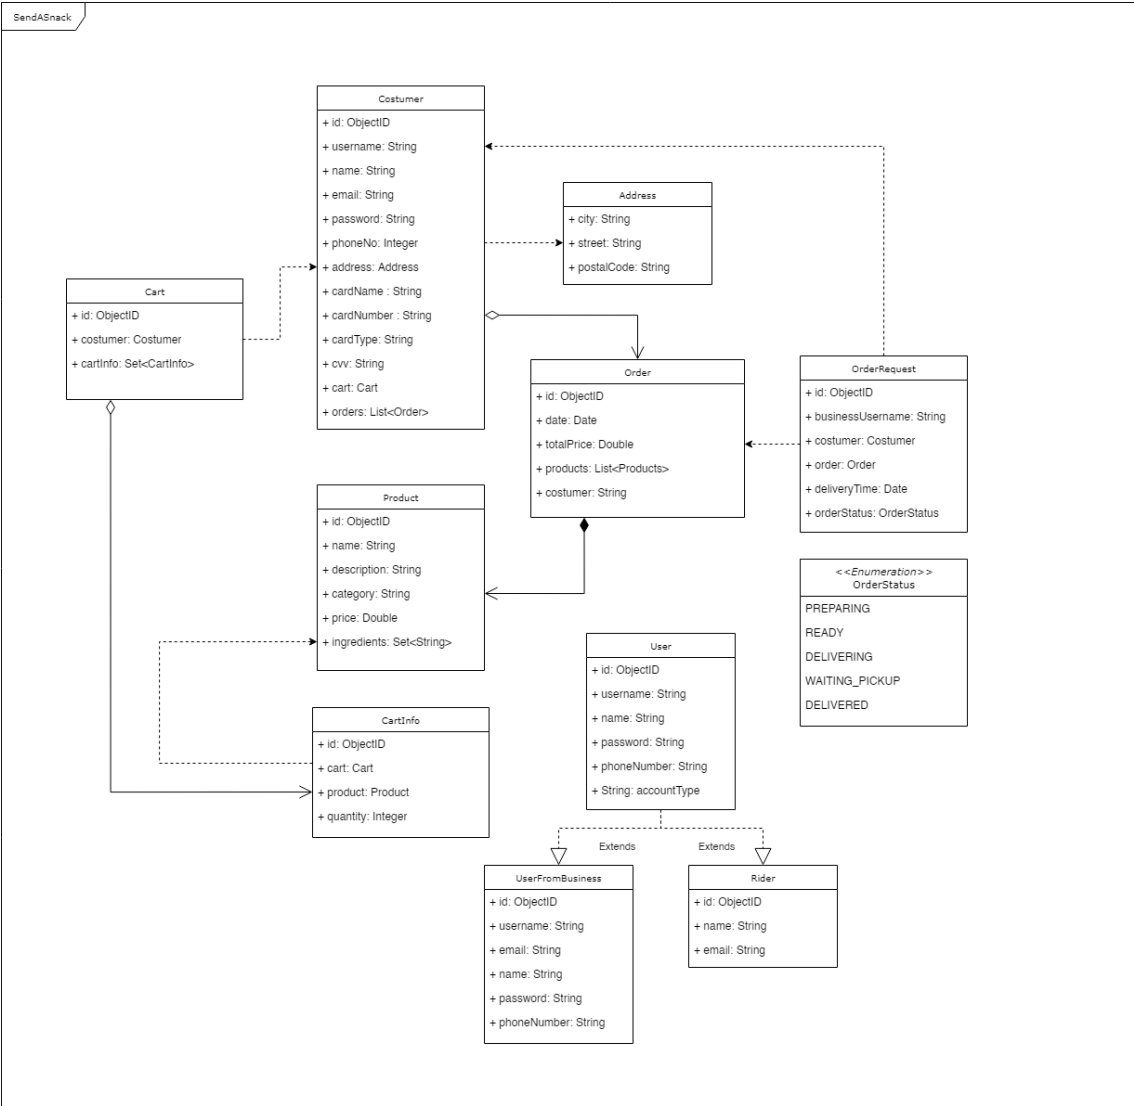 SendASnack
Costumer
+ id: ObjectID
+ username: String
+ name: String
+ email: String
+ password: String
+ phoneNo: Integer
+ address: Address
+ cardName : String
+ cardNumber : String
+ cardType: String
+ cvv: String
+ cart: Cart
+ orders: List<Order>
Address
+ city: String
+ street: String
+ postalCode: String
Cart
+ id: ObjectID
+ costumer: Costumer
+ cartInfo: Set<CartInfo>
Order
+ id: ObjectID
+ date: Date
+ totalPrice: Double
+ products: List<Products>
+ costumer: String
OrderRequest
+ id: ObjectID
+ businessUsername: String
+ costumer: Costumer
+ order: Order
+ deliveryTime: Date
+ orderStatus: OrderStatus
Product
+ id: ObjectID
+ name: String
+ description: String
+ category: String
+ price: Double
+ ingredients: Set<String>
<<Enumeration>>
OrderStatus
PREPARING
READY
DELIVERING
WAITING_PICKUP
DELIVERED
User
+ id: ObjectID
+ username: String
+ name: String
+ password: String
+ phoneNumber: String
+ String: accountType
CartInfo
+ id: ObjectID
+ cart: Cart
+ product: Product
+ quantity: Integer
Extends
Extends
UserFromBusiness
+ id: ObjectID
+ username: String
+ email: String
+ name: String
+ password: String
+ phoneNumber: String
Rider
+ id: ObjectID
+ name: String
+ email: String